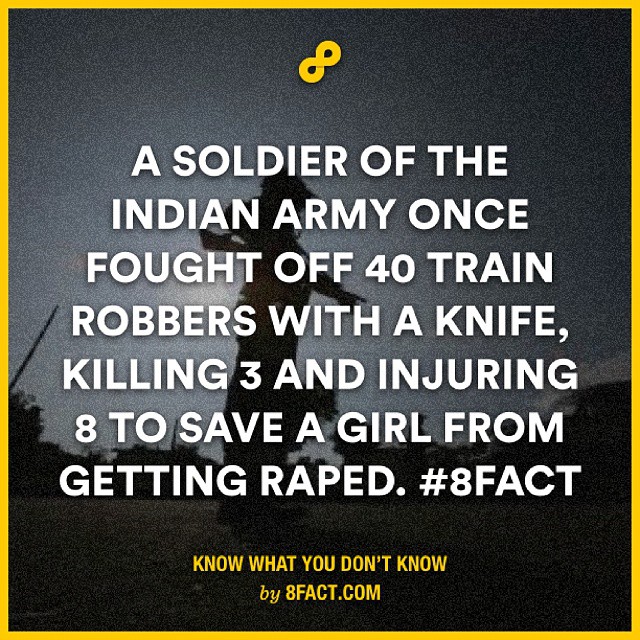 A SOLDIER OF THE
INDIAN ARMY ONCE
FOUGHT OFF 40 TRAIN
ROBBERS WITH A KNIFE,
KILLING 3 AND INJURING
8 TO SAVE A GIRL FROM
GETTING RAPED. #8FACT
KNOW WHAT YOU DON'T KNOW
by 8FACT.COM